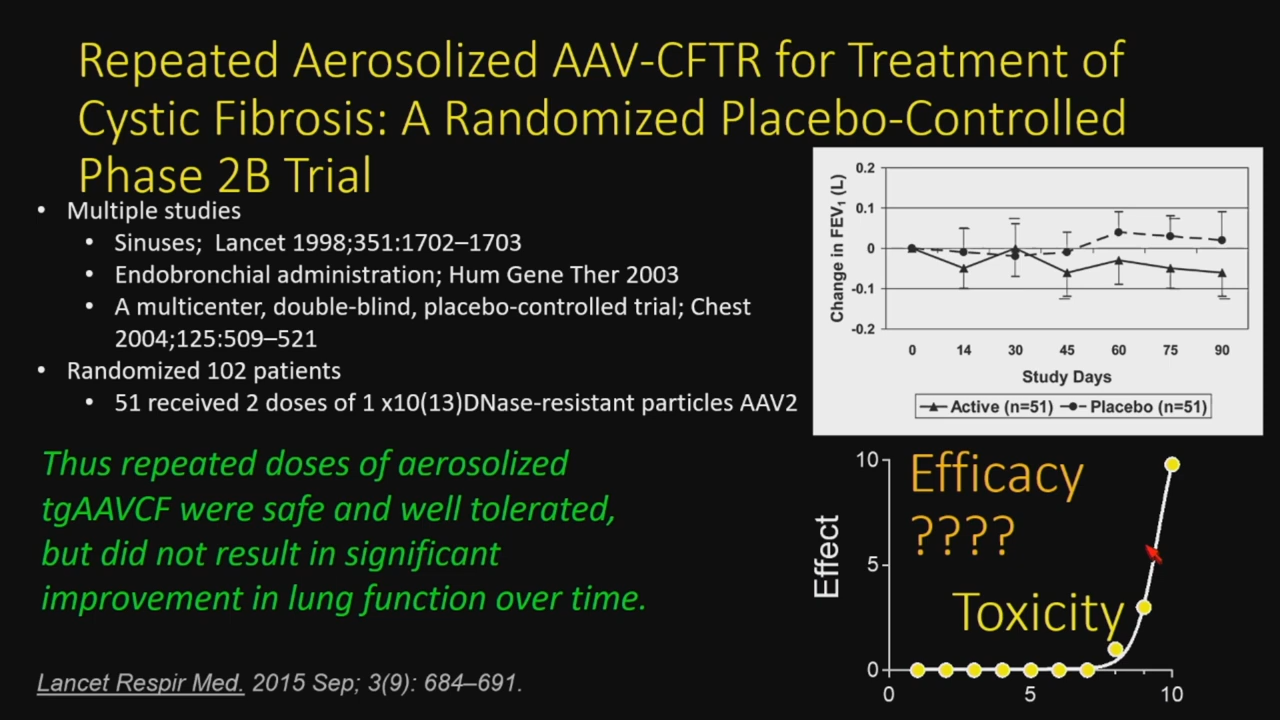 Repeated Aerosolized AAV-CFTR for Treatment of
Cystic Fibrosis: A Randomized Placebo-Controlled
Phase 2B Trial
• Multiple studies
• Sinuses;  Lancet 1998;351:1702–1703
• Endobronchial administration; Hum Gene Ther 2003
• A multicenter, double-blind, placebo-controlled trial; Chest
2004;125:509–521
• Randomized 102 patients
• 51 received 2 doses of 1 x10(13)DNase-resistant particles AAV2
Thus repeated doses of aerosolized
tgAAVCF were safe and well tolerated,
but did not result in significant
improvement in lung function over time.
Lancet Respir Med. 2015 Sep; 3(9): 684–691.
Change in FEV₁ (L)
0.2
0.1
0
-0.1
-0.2
0 14 30 45 60 75 90
Study Days
Active (n=51) Placebo (n=51)
Effect
10
5
0
Efficacy
????
Toxicity
0 5 10